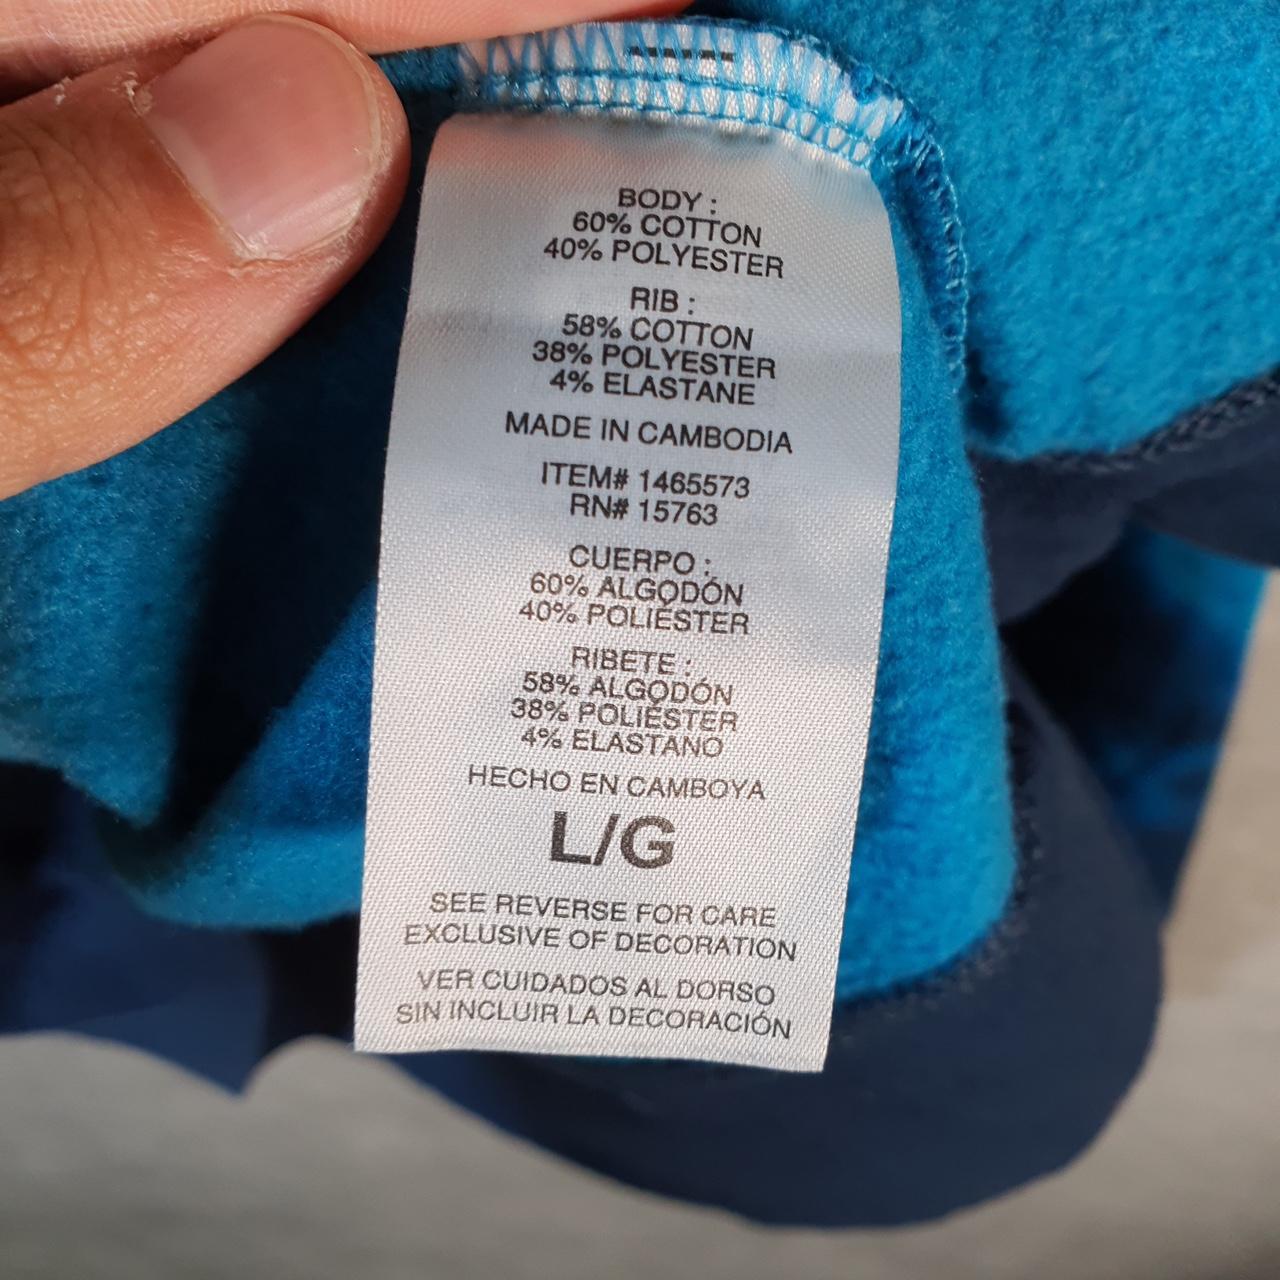 BODY :
60% COTTON
40% POLYESTER
RIB :
58% COTTON
38% POLYESTER
4% ELASTANE
MADE IN CAMBODIA
ITEM# 1465573
RN# 15763
CUERPO :
60% ALGODÓN
40% POLIÉSTER
RIBETE :
58% ALGODÓN
38% POLIÉSTER
4% ELASTANO
HECHO EN CAMBOYA
L/G
SEE REVERSE FOR CARE
EXCLUSIVE OF DECORATION
VER CUIDADOS AL DORSO
SIN INCLUIR LA DECORACIÓN